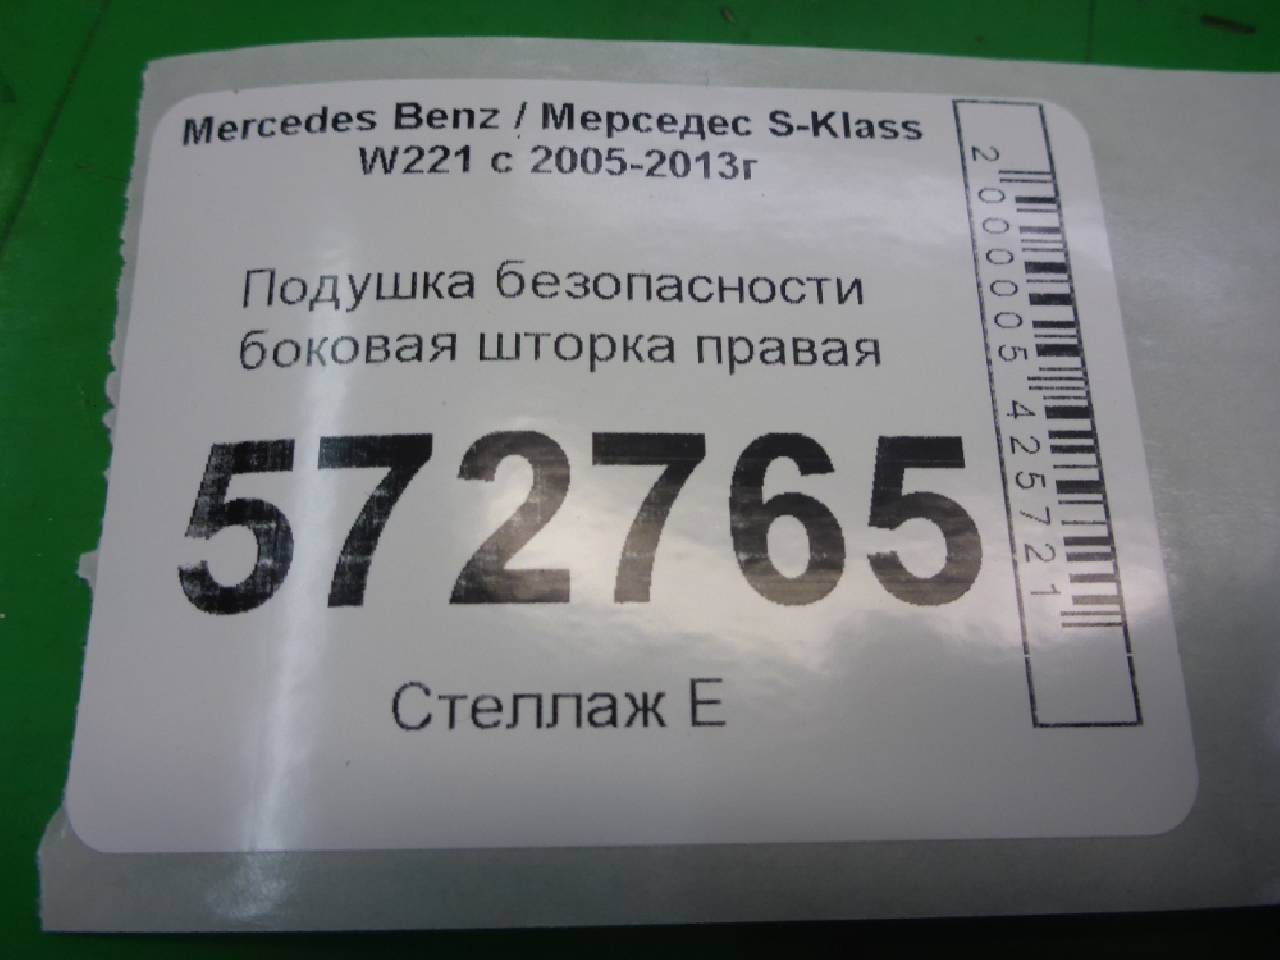 Mercedes Benz / Мерседес S-Klass
W221 с 2005-2013г
Подушка безопасности
боковая шторка правая
572765
Стеллаж Е
2000005425721